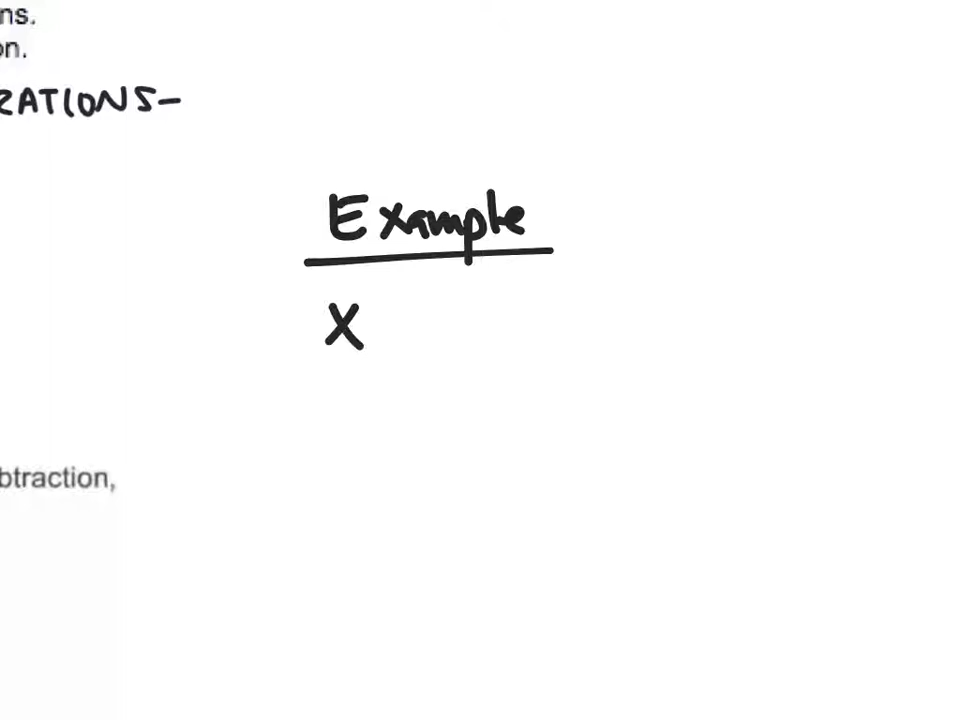 ns.
on.
RATIONS-
Example
X
btraction,